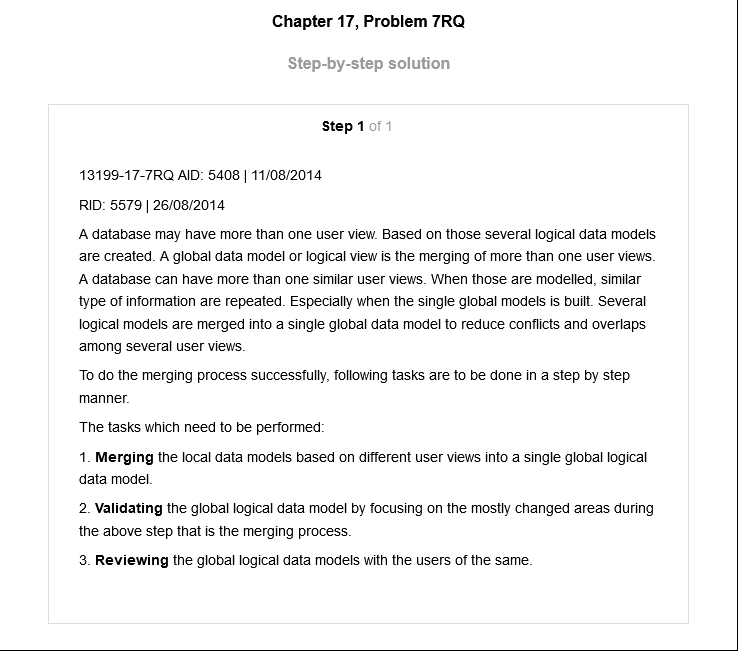 Chapter 17, Problem 7RQ
Step-by-step solution
Step 1 of 1
13199-17-7RQ AID: 5408 | 11/08/2014
RID: 5579 | 26/08/2014
A database may have more than one user view. Based on those several logical data models
are created. A global data model or logical view is the merging of more than one user views.
A database can have more than one similar user views. When those are modelled, similar
type of information are repeated. Especially when the single global models is built. Several
logical models are merged into a single global data model to reduce conflicts and overlaps
among several user views.
To do the merging process successfully, following tasks are to be done in a step by step
manner.
The tasks which need to be performed:
1. Merging the local data models based on different user views into a single global logical
data model.
2. Validating the global logical data model by focusing on the mostly changed areas during
the above step that is the merging process.
3. Reviewing the global logical data models with the users of the same.